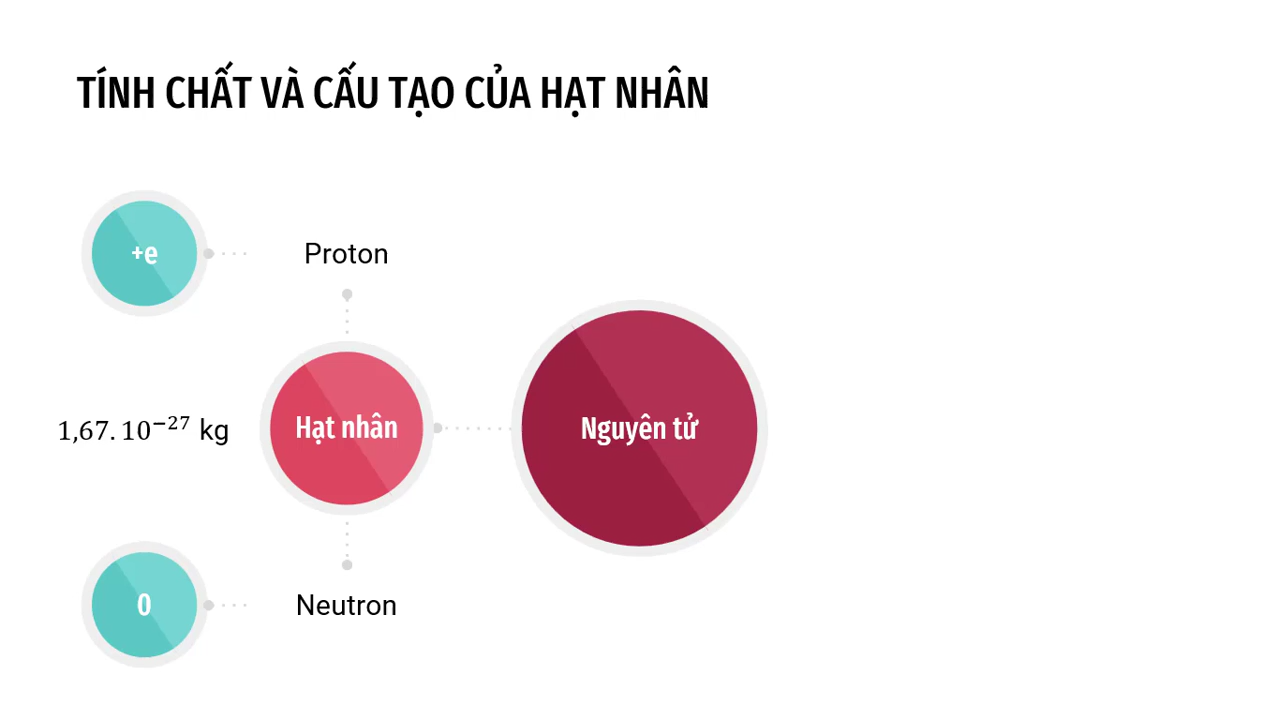 TÍNH CHẤT VÀ CẤU TẠO CỦA HẠT NHÂN
+e
Proton
1,67. 10⁻²⁷ kg
Hạt nhân
Nguyên tử
0
Neutron